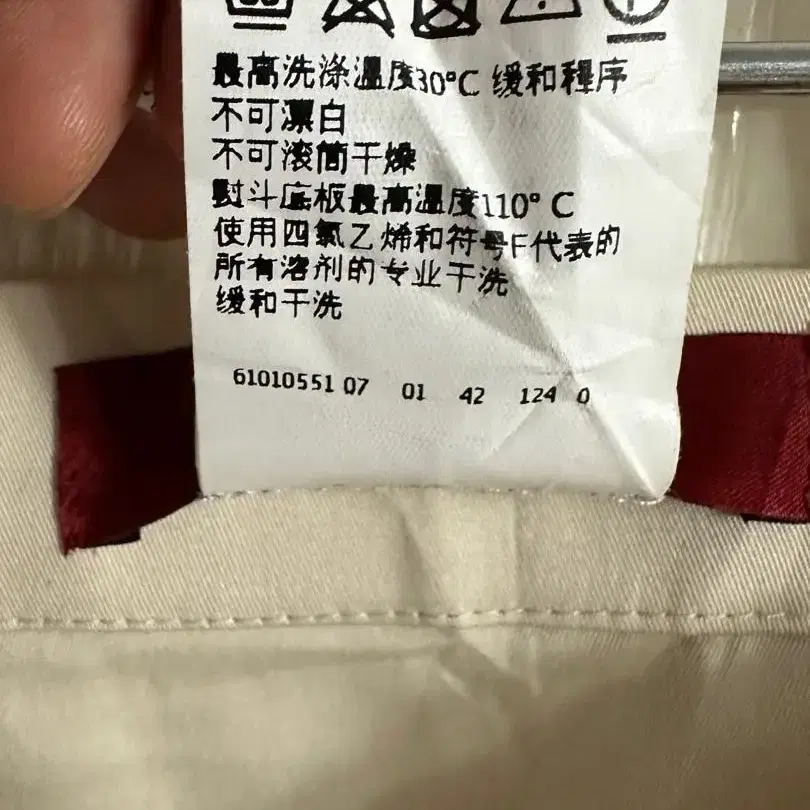 最高洗涤温度30°C 缓和程序
不可漂白
不可滚筒干燥
熨斗底板最高温度110° C
使用四氯乙烯和符号F代表的
所有溶剂的专业干洗
缓和干洗
61010551 07 01 42 124 0